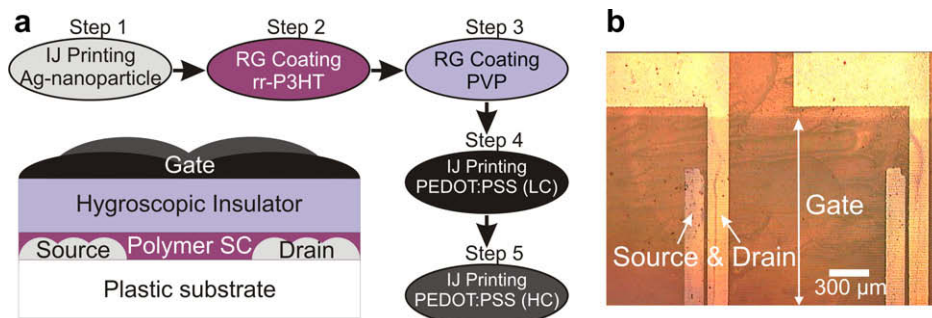 a
Step 1
IJ Printing
Ag-nanoparticle
Step 2
RG Coating
rr-P3HT
Step 3
RG Coating
PVP
Step 4
IJ Printing
PEDOT:PSS (LC)
Step 5
IJ Printing
PEDOT:PSS (HC)
Gate
Hygroscopic Insulator
Source
Polymer SC
Drain
Plastic substrate
b
Gate
Source & Drain
300 µm